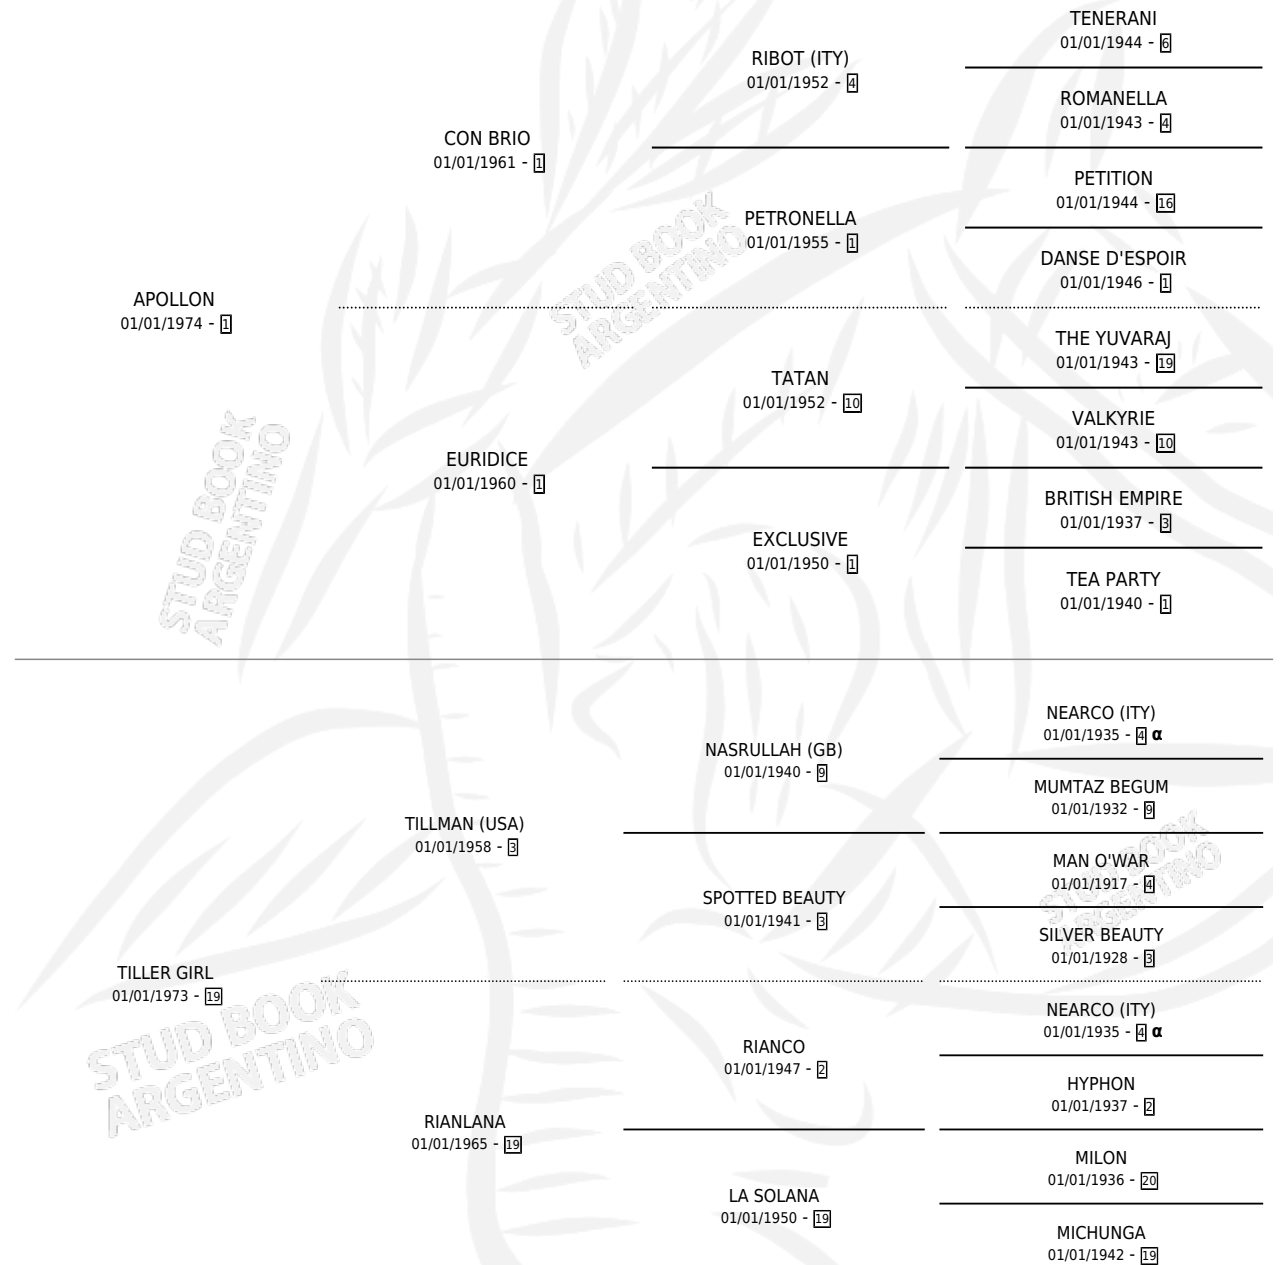 TENERANI
01/01/1944 - 6
RIBOT (ITY)
01/01/1952 - 4
ROMANELLA
01/01/1943 - 4
CON BRIO
01/01/1961 - 1
PETITION
01/01/1944 - 16
PETRONELLA
01/01/1955 - 1
DANSE D'ESPOIR
01/01/1946 - 1
APOLLON
01/01/1974 - 1
THE YUVARAJ
01/01/1943 - 19
TATAN
01/01/1952 - 10
VALKYRIE
01/01/1943 - 10
EURIDICE
01/01/1960 - 1
BRITISH EMPIRE
01/01/1937 - 3
EXCLUSIVE
01/01/1950 - 1
TEA PARTY
01/01/1940 - 1
NEARCO (ITY)
01/01/1935 - 4 α
NASRULLAH (GB)
01/01/1940 - 9
MUMTAZ BEGUM
01/01/1932 - 9
TILLMAN (USA)
01/01/1958 - 3
MAN O'WAR
01/01/1917 - 4
SPOTTED BEAUTY
01/01/1941 - 3
SILVER BEAUTY
01/01/1928 - 3
TILLER GIRL
01/01/1973 - 19
NEARCO (ITY)
01/01/1935 - 4 α
RIANCO
01/01/1947 - 2
HYPHON
01/01/1937 - 2
RIANLANA
01/01/1965 - 19
MILON
01/01/1936 - 20
LA SOLANA
01/01/1950 - 19
MICHUNGA
01/01/1942 - 19
STUD BOOK
ARGENTINO
STUD BOOK
ARGENTINO
STUD BOOK
ARGENTINO
STUD BOOK
ARGENTINO